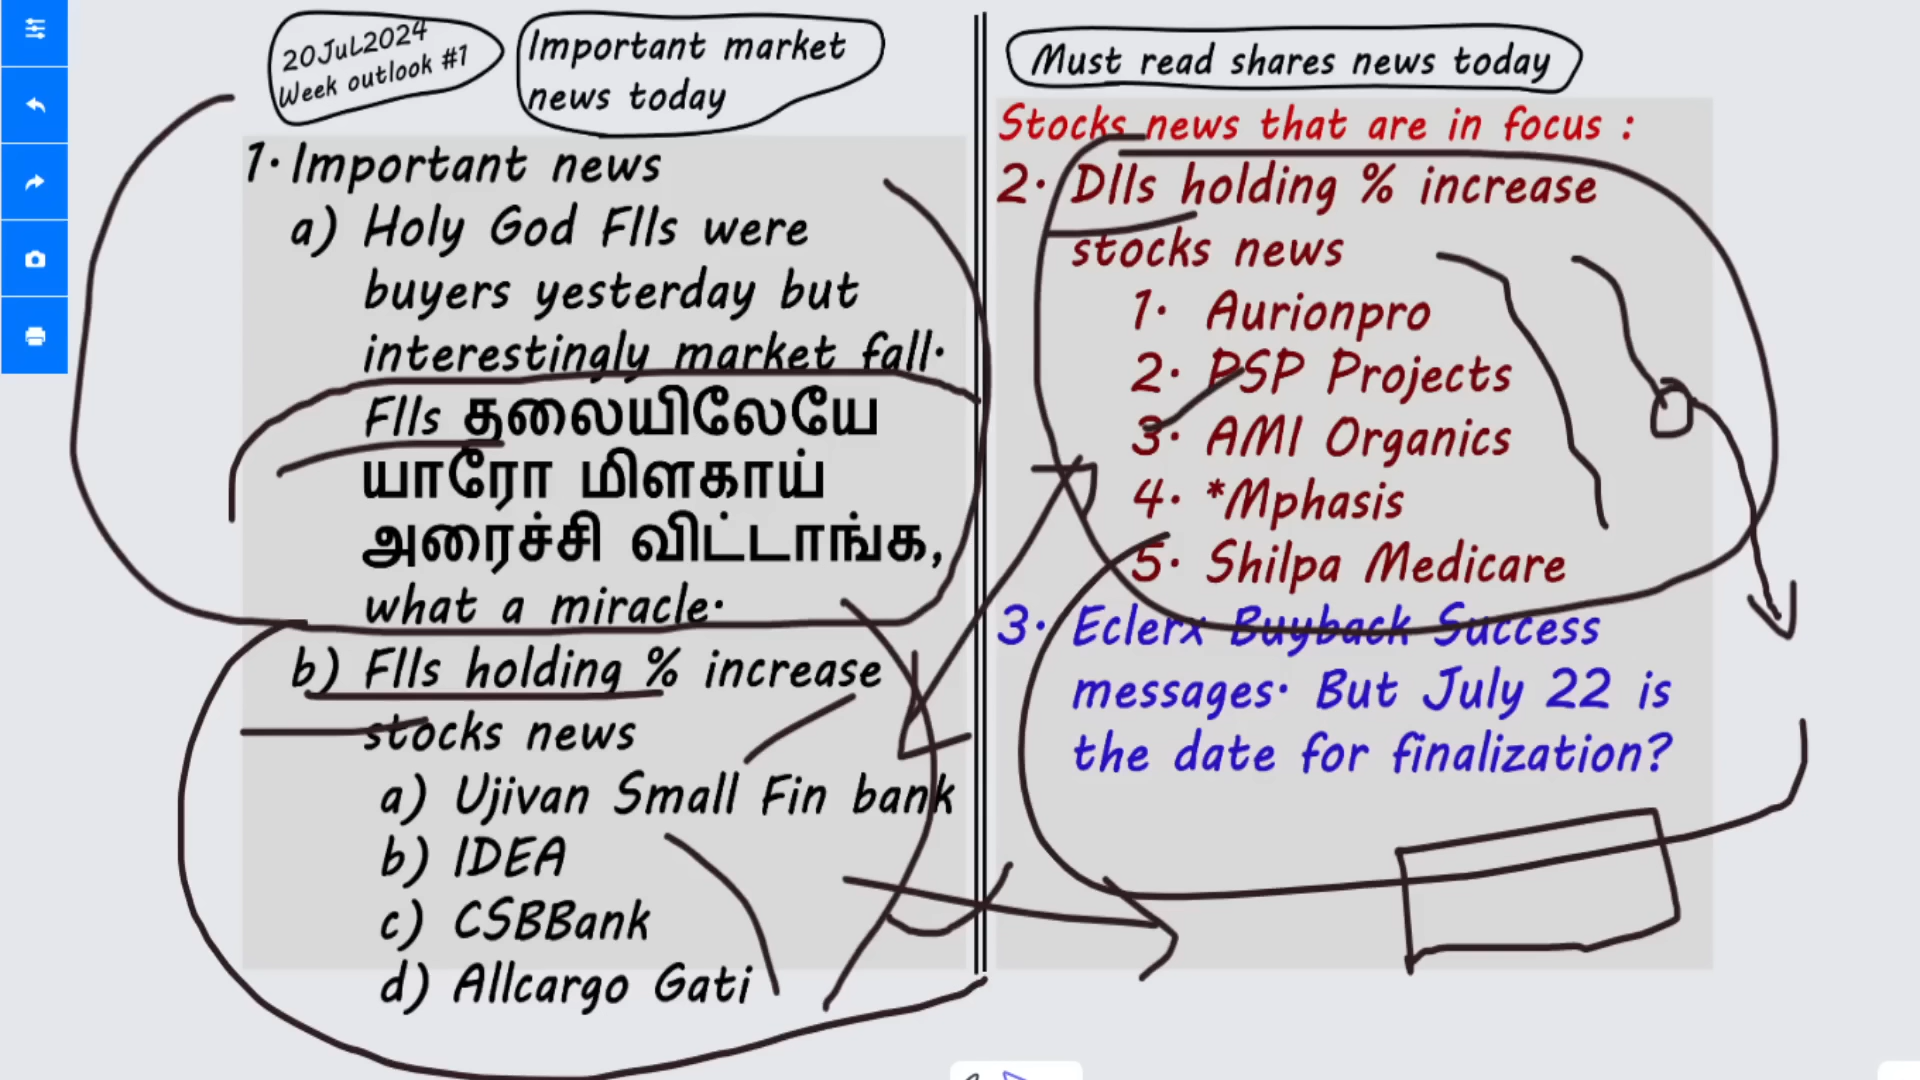 20JuL2024
Week outlook #1
Important market
news today
1. Important news
a) Holy God FIIs were
buyers yesterday but
interestingly market fall.
FIIs தலையிலேயே
யாரோ மிளகாய்
அரைச்சி விட்டாங்க,
what a miracle.
b) FIIs holding % increase
stocks news
a) Ujivan Small Fin bank
b) IDEA
c) CSBBank
d) Allcargo Gati
Must read shares news today
Stocks news that are in focus :
2. DIIs holding % increase
stocks news
1. Aurionpro
2. PSP Projects
3. AMI Organics
4. *Mphasis
5. Shilpa Medicare
3. Eclerx Buyback Success
messages. But July 22 is
the date for finalization?